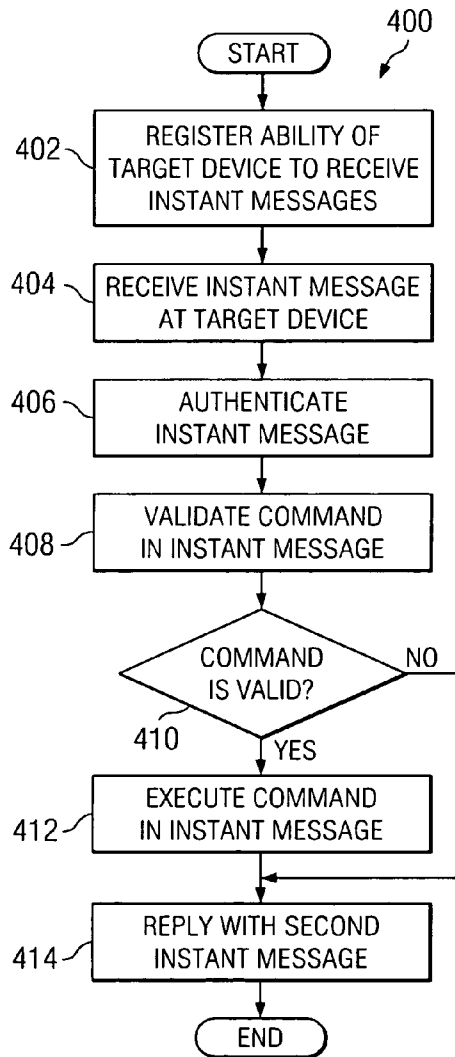 400
START
402
REGISTER ABILITY OF
TARGET DEVICE TO RECEIVE
INSTANT MESSAGES
404
RECEIVE INSTANT MESSAGE
AT TARGET DEVICE
406
AUTHENTICATE
INSTANT MESSAGE
408
VALIDATE COMMAND
IN INSTANT MESSAGE
COMMAND
IS VALID?
NO
410
YES
412
EXECUTE COMMAND
IN INSTANT MESSAGE
414
REPLY WITH SECOND
INSTANT MESSAGE
END